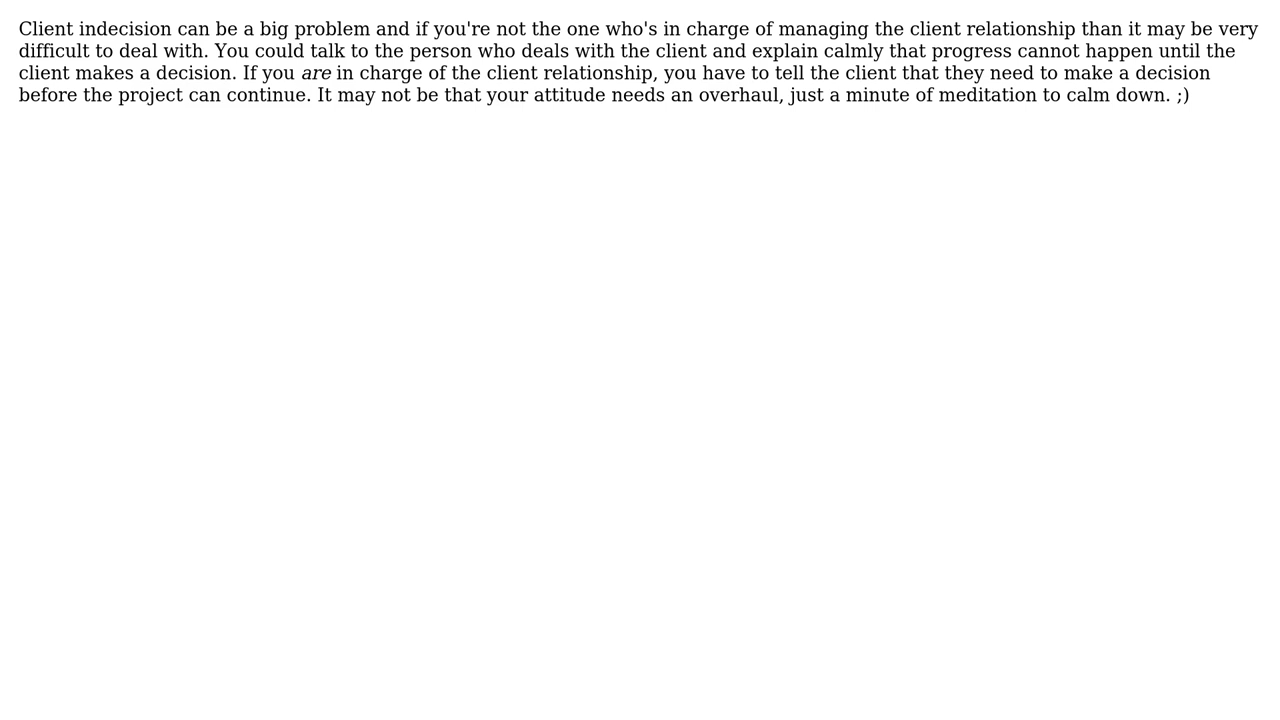 Client indecision can be a big problem and if you're not the one who's in charge of managing the client relationship than it may be very
difficult to deal with. You could talk to the person who deals with the client and explain calmly that progress cannot happen until the
client makes a decision. If you are in charge of the client relationship, you have to tell the client that they need to make a decision
before the project can continue. It may not be that your attitude needs an overhaul, just a minute of meditation to calm down. ;)